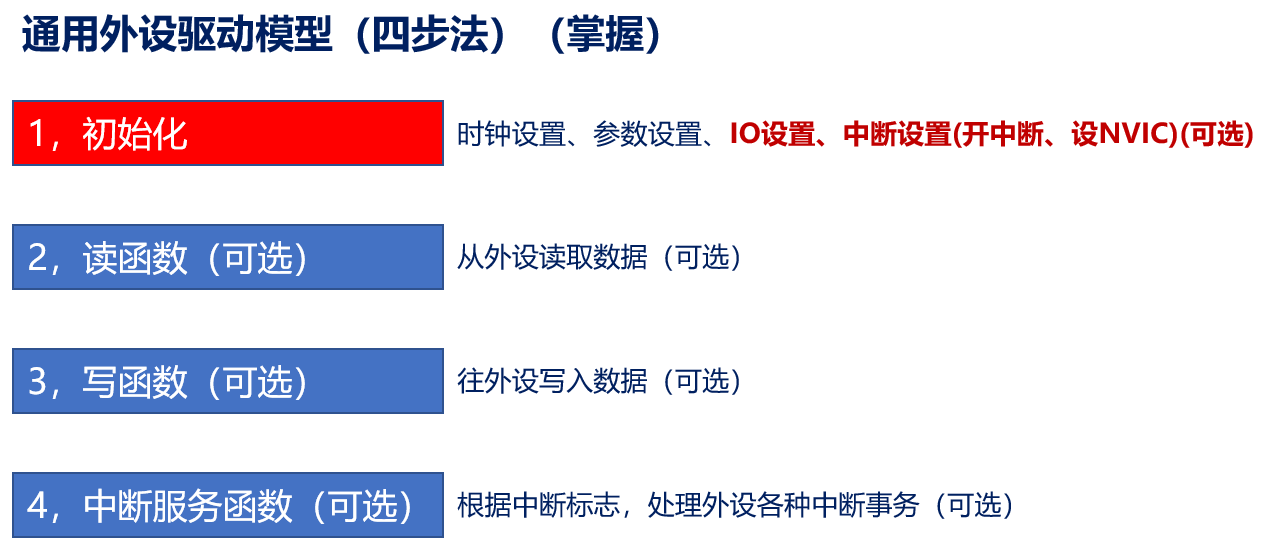 通用外设驱动模型（四步法）（掌握）
1，初始化
时钟设置、参数设置、IO设置、中断设置(开中断、设NVIC)(可选)
2，读函数（可选）
从外设读取数据（可选）
3，写函数（可选）
往外设写入数据（可选）
4，中断服务函数（可选）
根据中断标志，处理外设各种中断事务（可选）